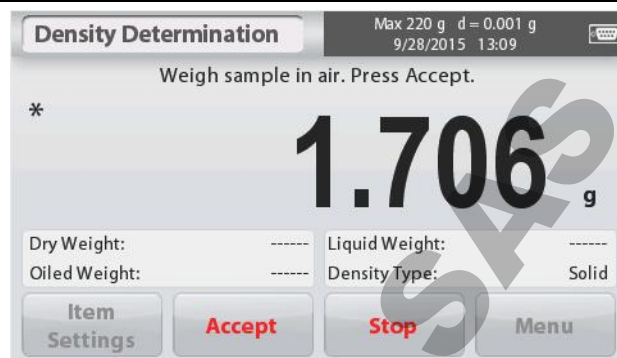 Density Determination
Max 220 g d = 0.001 g
9/28/2015 13:09
Weigh sample in air. Press Accept.
*
1.706 g
Dry Weight: ------ Liquid Weight: ------
Oiled Weight: ------ Density Type: Solid
Item Settings Accept Stop Menu
SAS